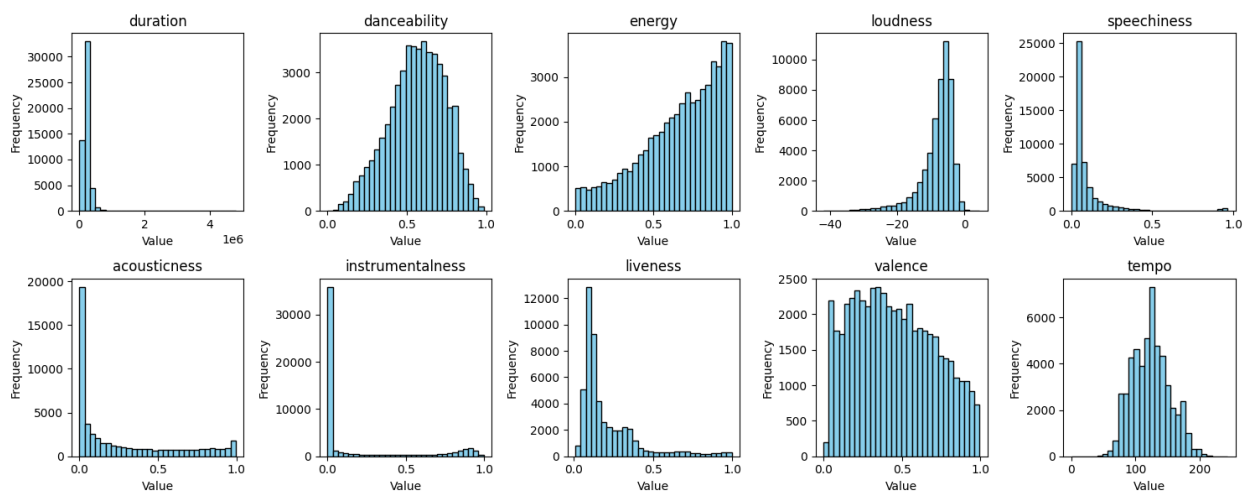 duration
30000
25000
20000
15000
10000
5000
0
Frequency
0
2
4
1e6
Value
danceability
3000
2000
1000
0
Frequency
0.0
0.5
1.0
Value
energy
3000
2000
1000
0
Frequency
0.0
0.5
1.0
Value
loudness
10000
8000
6000
4000
2000
0
Frequency
−40
−20
0
Value
speechiness
25000
20000
15000
10000
5000
0
Frequency
0.0
0.5
1.0
Value
acousticness
20000
15000
10000
5000
0
Frequency
0.0
0.5
1.0
Value
instrumentalness
30000
20000
10000
0
Frequency
0.0
0.5
1.0
Value
liveness
12000
10000
8000
6000
4000
2000
0
Frequency
0.0
0.5
1.0
Value
valence
2500
2000
1500
1000
500
0
Frequency
0.0
0.5
1.0
Value
tempo
6000
4000
2000
0
Frequency
0
100
200
Value